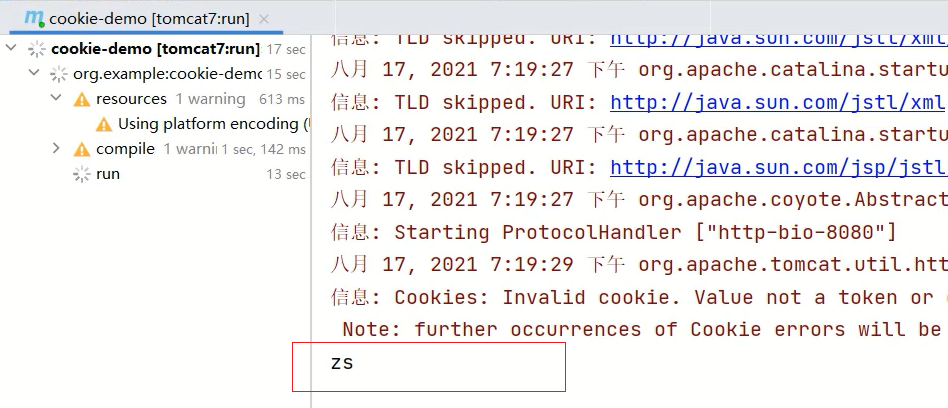 cookie-demo [tomcat7:run]
cookie-demo [tomcat7:run] 17 sec
org.example:cookie-demo 15 sec
resources 1 warning 613 ms
Using platform encoding (
compile 1 warni 1 sec, 142 ms
run 13 sec
信息: TLD skipped. URI: http://java.sun.com/jstl/xml
八月 17, 2021 7:19:27 下午 org.apache.catalina.startu
信息: TLD skipped. URI: http://java.sun.com/jstl/xml
八月 17, 2021 7:19:27 下午 org.apache.catalina.startu
信息: TLD skipped. URI: http://java.sun.com/jsp/jstl
八月 17, 2021 7:19:27 下午 org.apache.coyote.Abstract
信息: Starting ProtocolHandler ["http-bio-8080"]
八月 17, 2021 7:19:29 下午 org.apache.tomcat.util.htt
信息: Cookies: Invalid cookie. Value not a token or
Note: further occurrences of Cookie errors will be
zs